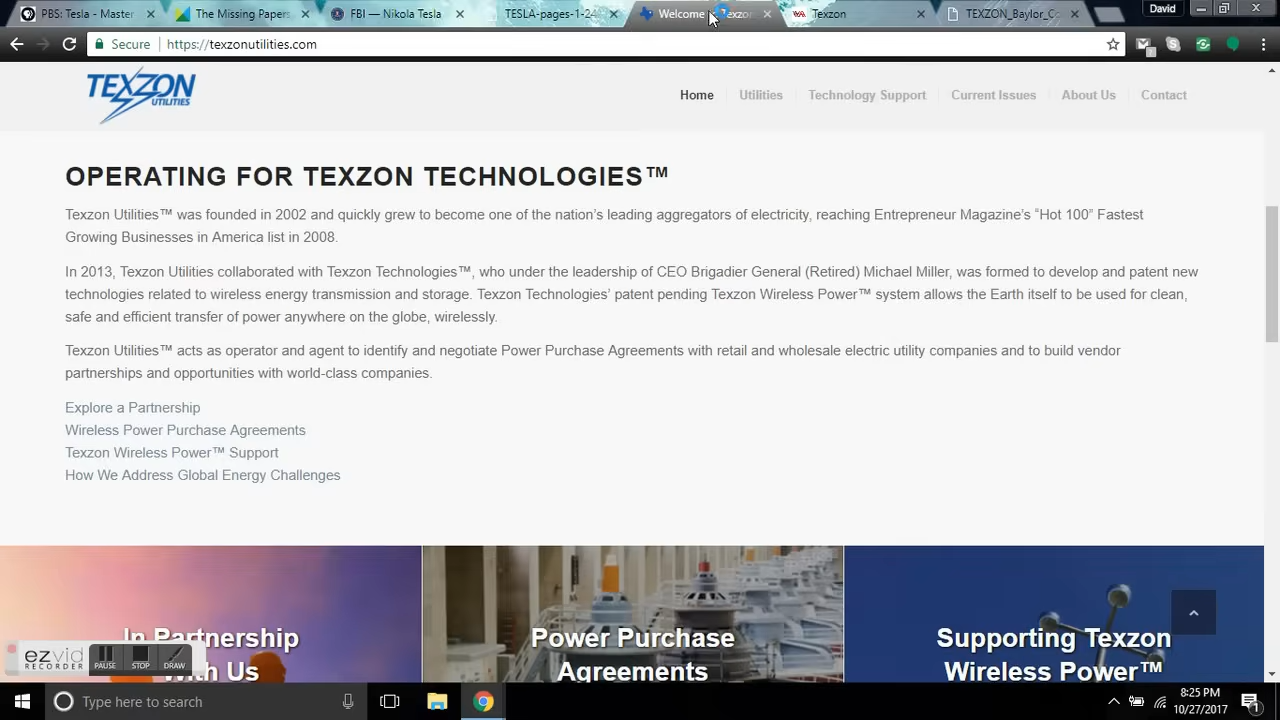 PBS: Tesla - Master
The Missing Papers
FBI — Nikola Tesla
TESLA-pages-1-24
Welcome
Texzon
TEXZON_Baylor_Co
David
Secure
https://texzonutilities.com
TEXZON
UTILITIES
Home
Utilities
Technology Support
Current Issues
About Us
Contact
OPERATING FOR TEXZON TECHNOLOGIES™
Texzon Utilities™ was founded in 2002 and quickly grew to become one of the nation’s leading aggregators of electricity, reaching Entrepreneur Magazine’s “Hot 100” Fastest
Growing Businesses in America list in 2008.
In 2013, Texzon Utilities collaborated with Texzon Technologies™, who under the leadership of CEO Brigadier General (Retired) Michael Miller, was formed to develop and patent new
technologies related to wireless energy transmission and storage. Texzon Technologies’ patent pending Texzon Wireless Power™ system allows the Earth itself to be used for clean,
safe and efficient transfer of power anywhere on the globe, wirelessly.
Texzon Utilities™ acts as operator and agent to identify and negotiate Power Purchase Agreements with retail and wholesale electric utility companies and to build vendor
partnerships and opportunities with world-class companies.
Explore a Partnership
Wireless Power Purchase Agreements
Texzon Wireless Power™ Support
How We Address Global Energy Challenges
In Partnership
With Us
Power Purchase
Agreements
Supporting Texzon
Wireless Power™
ezvid
RECORDER
PAUSE
STOP
DRAW
Type here to search
8:25 PM
10/27/2017